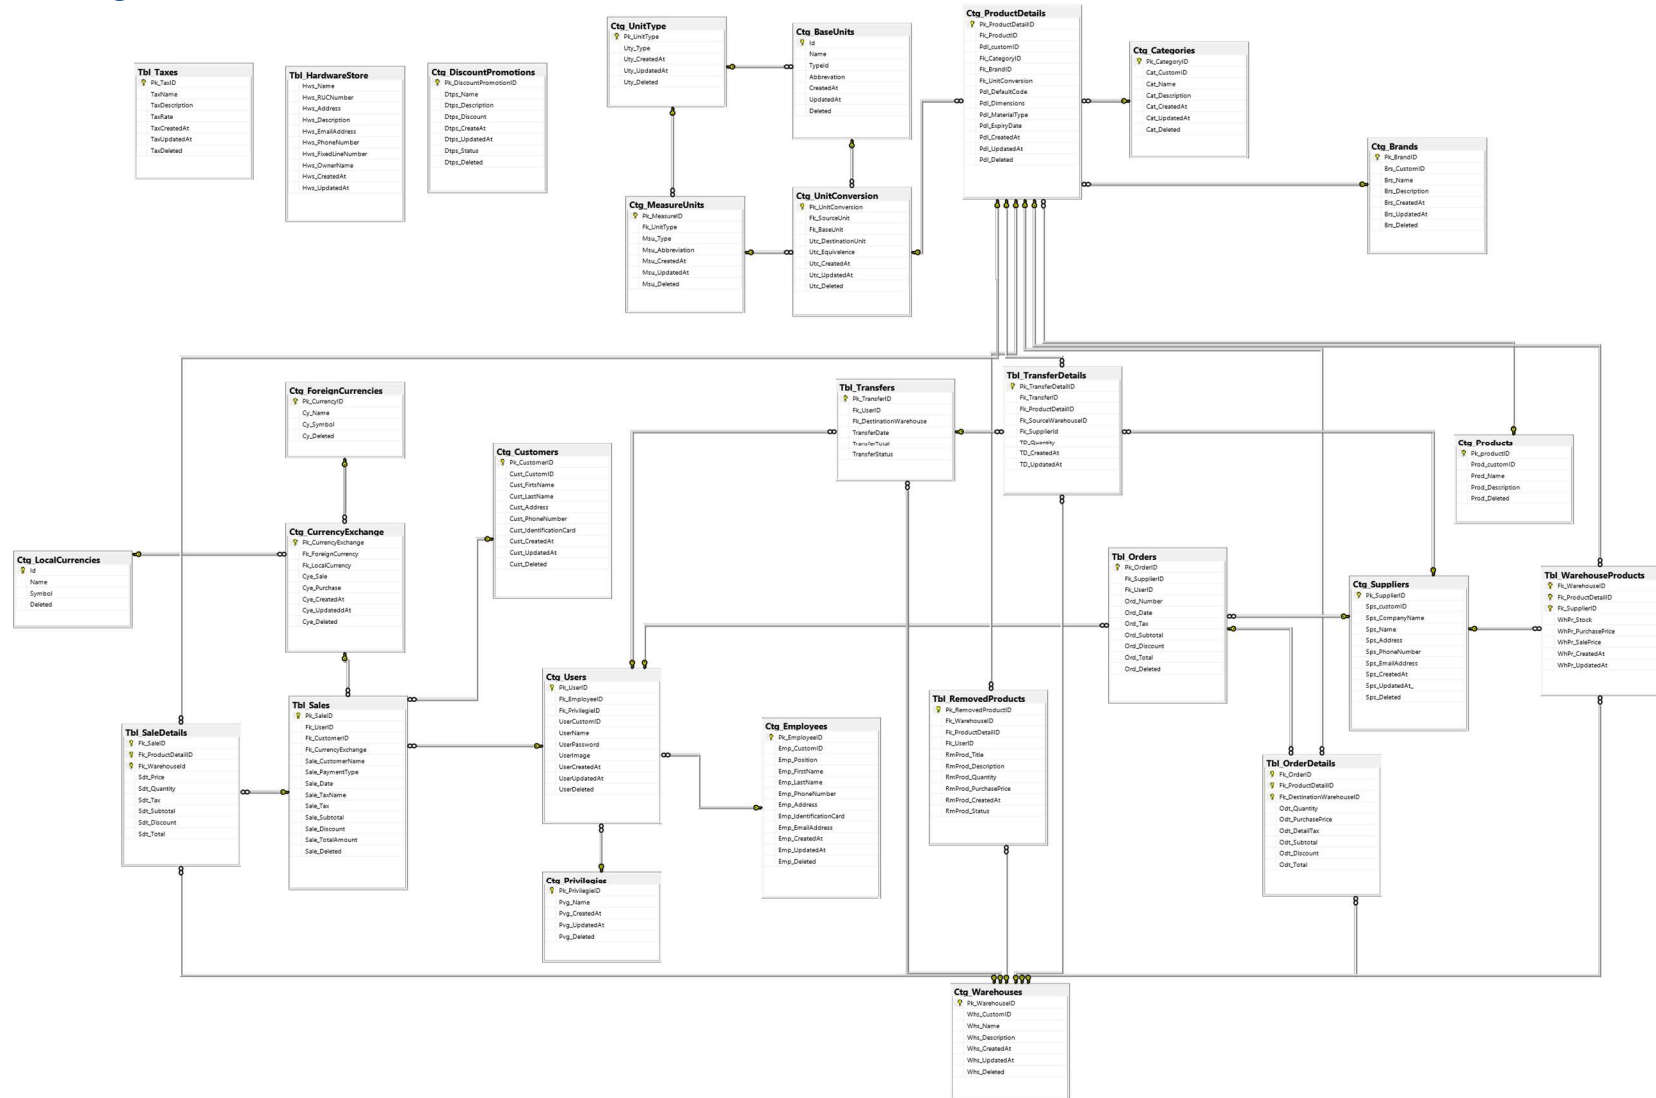 Ctg_UnitType
Pk_UnitType
Uty_Type
Uty_CreatedAt
Uty_UpdatedAt
Uty_Deleted
Ctg_BaseUnits
Id
Name
TypeId
Abbrevation
CreatedAt
UpdatedAt
Deleted
Ctg_ProductDetails
Pk_ProductDetailID
Fk_ProductID
Pdl_customID
Fk_CategoryID
Fk_BrandID
Fk_UnitConversion
Pdl_DefaultCode
Pdl_Dimensions
Pdl_MaterialType
Pdl_ExpiryDate
Pdl_CreatedAt
Pdl_UpdatedAt
Pdl_Deleted
Ctg_Categories
Pk_CategoryID
Cat_CustomID
Cat_Name
Cat_Description
Cat_CreatedAt
Cat_UpdatedAt
Cat_Deleted
Tbl_Taxes
Pk_TaxID
TaxName
TaxDescription
TaxRate
TaxCreatedAt
TaxUpdatedAt
TaxDeleted
Tbl_HardwareStore
Hws_Name
Hws_RUCNumber
Hws_Address
Hws_Description
Hws_EmailAddress
Hws_PhoneNumber
Hws_FixedLineNumber
Hws_OwnerName
Hws_CreatedAt
Hws_UpdatedAt
Ctg_DiscountPromotions
Pk_DiscountPromotionID
Dtps_Name
Dtps_Description
Dtps_Discount
Dtps_CreateAt
Dtps_UpdatedAt
Dtps_Status
Dtps_Deleted
Ctg_Brands
Pk_BrandID
Brs_CustomID
Brs_Name
Brs_Description
Brs_CreatedAt
Brs_UpdatedAt
Brs_Deleted
Ctg_MeasureUnits
Pk_MeasureID
Fk_UnitType
Msu_Type
Msu_Abbreviation
Msu_CreatedAt
Msu_UpdatedAt
Msu_Deleted
Ctg_UnitConversion
Pk_UnitConversion
Fk_SourceUnit
Fk_BaseUnit
Utc_DestinationUnit
Utc_Equivalence
Utc_CreatedAt
Utc_UpdatedAt
Utc_Deleted
Ctg_ForeignCurrencies
Pk_CurrencyID
Cy_Name
Cy_Symbol
Cy_Deleted
Tbl_Transfers
Pk_TransferID
Fk_UserID
Fk_DestinationWarehouse
TransferDate
TransferTotal
TransferStatus
Tbl_TransferDetails
Pk_TransferDetailID
Fk_TransferID
Fk_ProductDetailID
Fk_SourceWarehouseID
Fk_SupplierId
TD_Quantity
TD_CreatedAt
TD_UpdatedAt
Ctg_Products
Pk_productID
Prod_customID
Prod_Name
Prod_Description
Prod_Deleted
Ctg_Customers
Pk_CustomerID
Cust_CustomID
Cust_FirtsName
Cust_LastName
Cust_Address
Cust_PhoneNumber
Cust_IdentificationCard
Cust_CreatedAt
Cust_UpdatedAt
Cust_Deleted
Ctg_CurrencyExchange
Pk_CurrencyExchange
Fk_ForeignCurrency
Fk_LocalCurrency
Cye_Sale
Cye_Purchase
Cye_CreatedAt
Cye_UpdateddAt
Cye_Deleted
Ctg_LocalCurrencies
Id
Name
Symbol
Deleted
Tbl_Orders
Pk_OrderID
Fk_SupplierID
Fk_UserID
Ord_Number
Ord_Date
Ord_Tax
Ord_Subtotal
Ord_Discount
Ord_Total
Ord_Deleted
Ctg_Suppliers
Pk_SupplierID
Sps_customID
Sps_CompanyName
Sps_Name
Sps_Address
Sps_PhoneNumber
Sps_EmailAddress
Sps_CreatedAt
Sps_UpdatedAt_
Sps_Deleted
Tbl_WarehouseProducts
Fk_WarehouseID
Fk_ProductDetailID
Fk_SupplierID
WhPr_Stock
WhPr_PurchasePrice
WhPr_SalePrice
WhPr_CreatedAt
WhPr_UpdatedAt
Tbl_SaleDetails
Fk_SaleID
Fk_ProductDetailID
Fk_WarehouseId
Sdt_Price
Sdt_Quantity
Sdt_Tax
Sdt_Subtotal
Sdt_Discount
Sdt_Total
Tbl_Sales
Pk_SaleID
Fk_UserID
Fk_CustomerID
Fk_CurrencyExchange
Sale_CustomerName
Sale_PaymentType
Sale_Date
Sale_TaxName
Sale_Tax
Sale_Subtotal
Sale_Discount
Sale_TotalAmount
Sale_Deleted
Ctg_Users
Pk_UserID
Fk_EmployeeID
Fk_PrivilegieID
UserCustomID
UserName
UserPassword
UserImage
UserCreatedAt
UserUpdatedAt
UserDeleted
Ctg_Employees
Pk_EmployeeID
Emp_CustomID
Emp_Position
Emp_FirstName
Emp_LastName
Emp_PhoneNumber
Emp_Address
Emp_IdentificationCard
Emp_EmailAddress
Emp_CreatedAt
Emp_UpdatedAt
Emp_Deleted
Tbl_RemovedProducts
Pk_RemovedProductID
Fk_WarehouseID
Fk_ProductDetailID
Fk_UserID
RmProd_Title
RmProd_Description
RmProd_Quantity
RmProd_PurchasePrice
RmProd_CreatedAt
RmProd_Status
Tbl_OrderDetails
Fk_OrderID
Fk_ProductDetailID
Fk_DestinationWarehouseID
Odt_Quantity
Odt_PurchasePrice
Odt_DetailTax
Odt_Subtotal
Odt_Discount
Odt_Total
Ctg_Privilegies
Pk_PrivilegieID
Pvg_Name
Pvg_CreatedAt
Pvg_UpdatedAt
Pvg_Deleted
Ctg_Warehouses
Pk_WarehouseID
Whs_CustomID
Whs_Name
Whs_Description
Whs_CreatedAt
Whs_UpdatedAt
Whs_Deleted